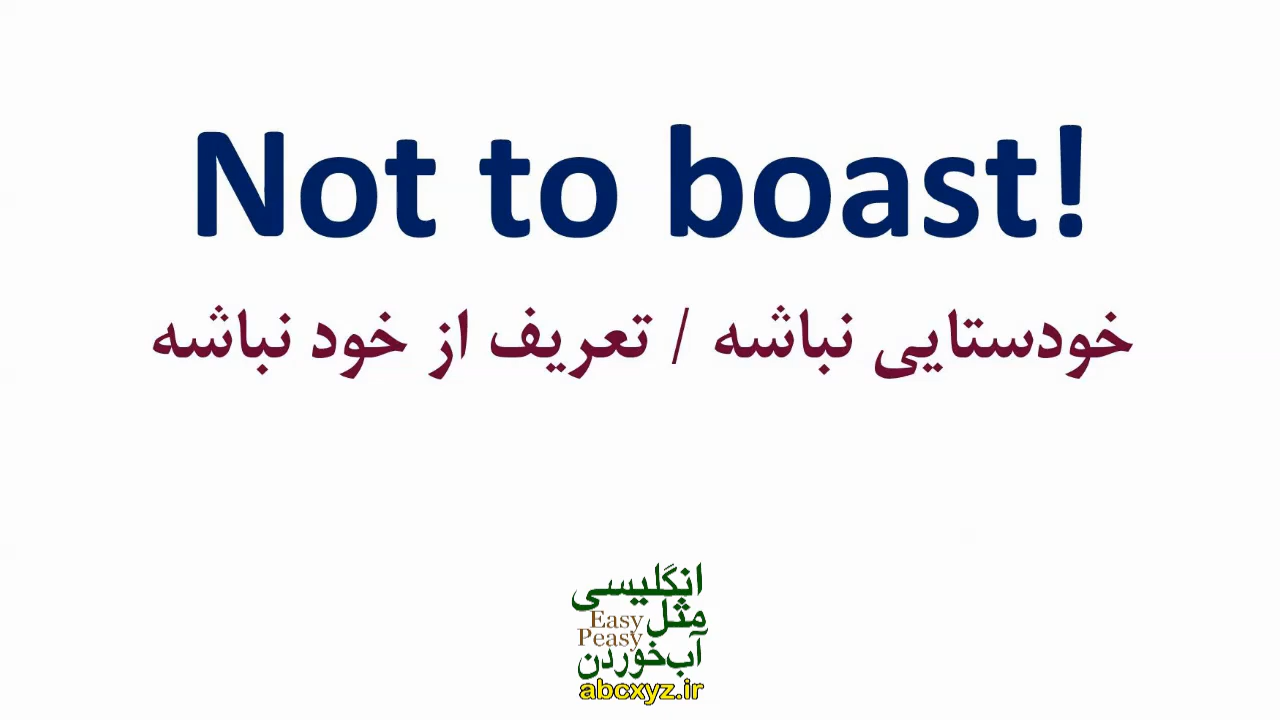 Not to boast!
خودستایی نباشه / تعریف از خود نباشه
انگلیسی
مثل
Easy
Peasy
آب‌خوردن
abcxyz.ir